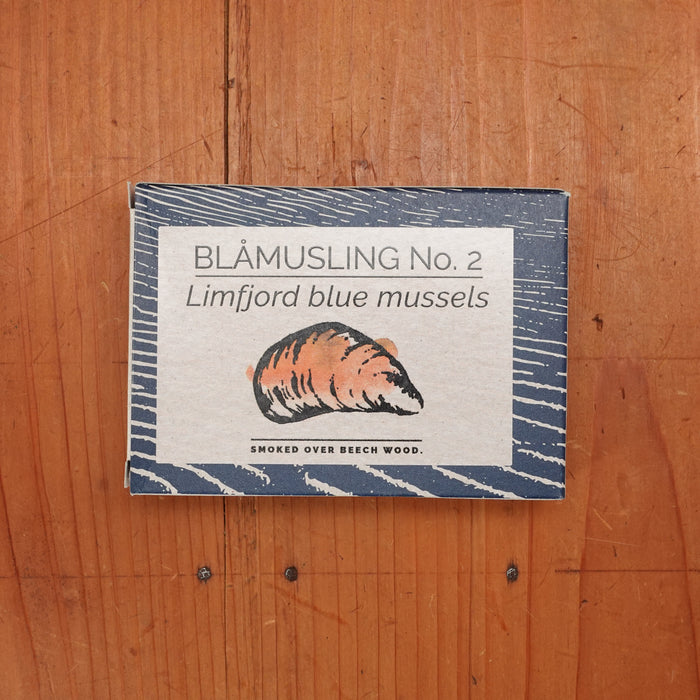 BLÅMUSLING No. 2
Limfjord blue mussels
SMOKED OVER BEECH WOOD.